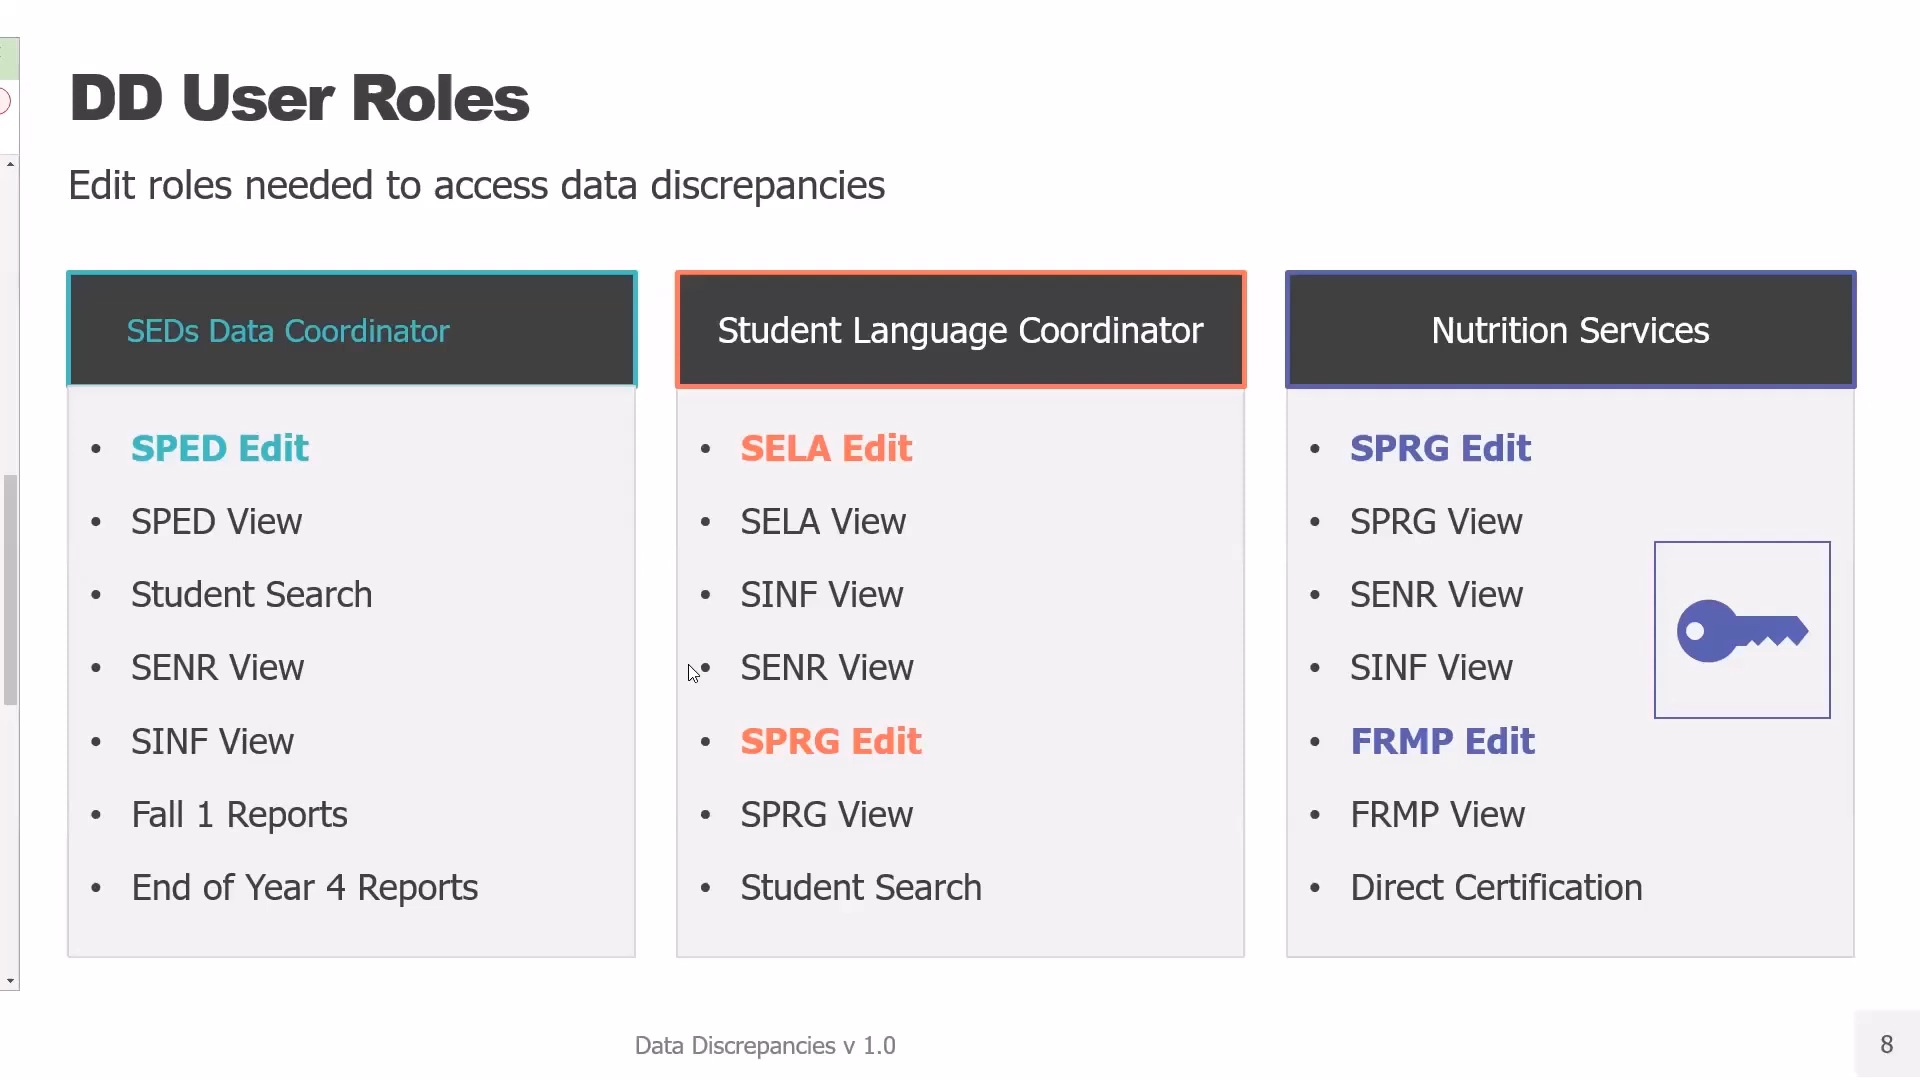 DD User Roles
Edit roles needed to access data discrepancies
SEDs Data Coordinator
• SPED Edit
• SPED View
• Student Search
• SENR View
• SINF View
• Fall 1 Reports
• End of Year 4 Reports
Student Language Coordinator
• SELA Edit
• SELA View
• SINF View
• SENR View
• SPRG Edit
• SPRG View
• Student Search
Nutrition Services
• SPRG Edit
• SPRG View
• SENR View
• SINF View
• FRMP Edit
• FRMP View
• Direct Certification
Data Discrepancies v 1.0
8